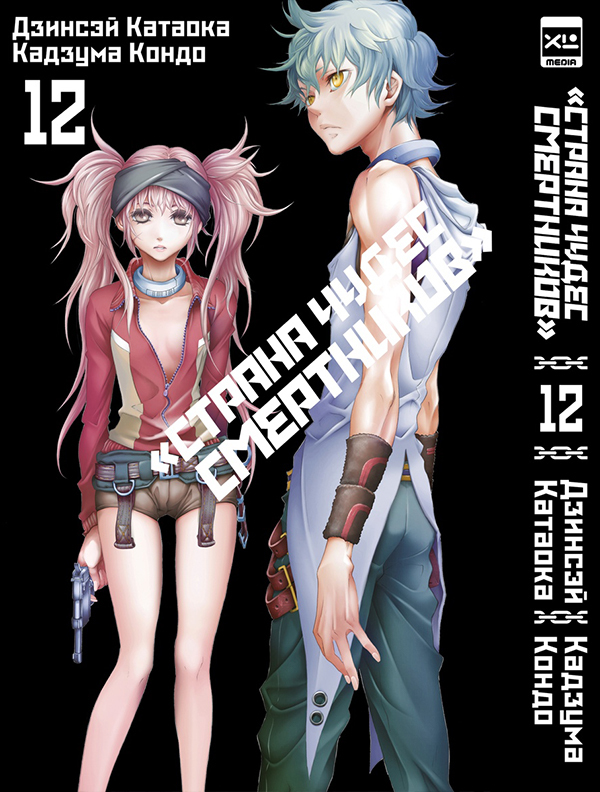 Дзинсэй Катаока
Кадзума Кондо
12
«СТРАНА ЧУДЕС
СМЕРТНИКОВ»
XL
MEDIA
«СТРАНА ЧУДЕС
СМЕРТНИКОВ»
12
Дзинсэй
Катаока
Кадзума
Кондо